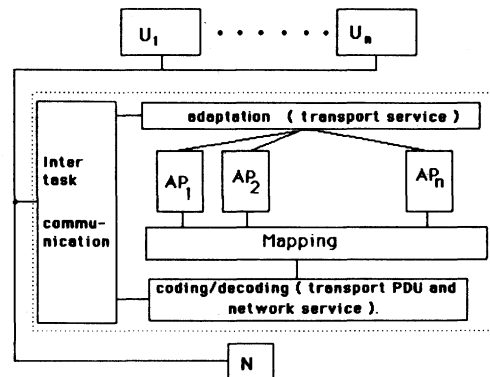 U1 . . . . . . Un
adaptation ( transport service )
Inter
task
commu-
nication
AP1 AP2 APn
Mapping
coding/decoding ( transport PDU and
network service ).
N